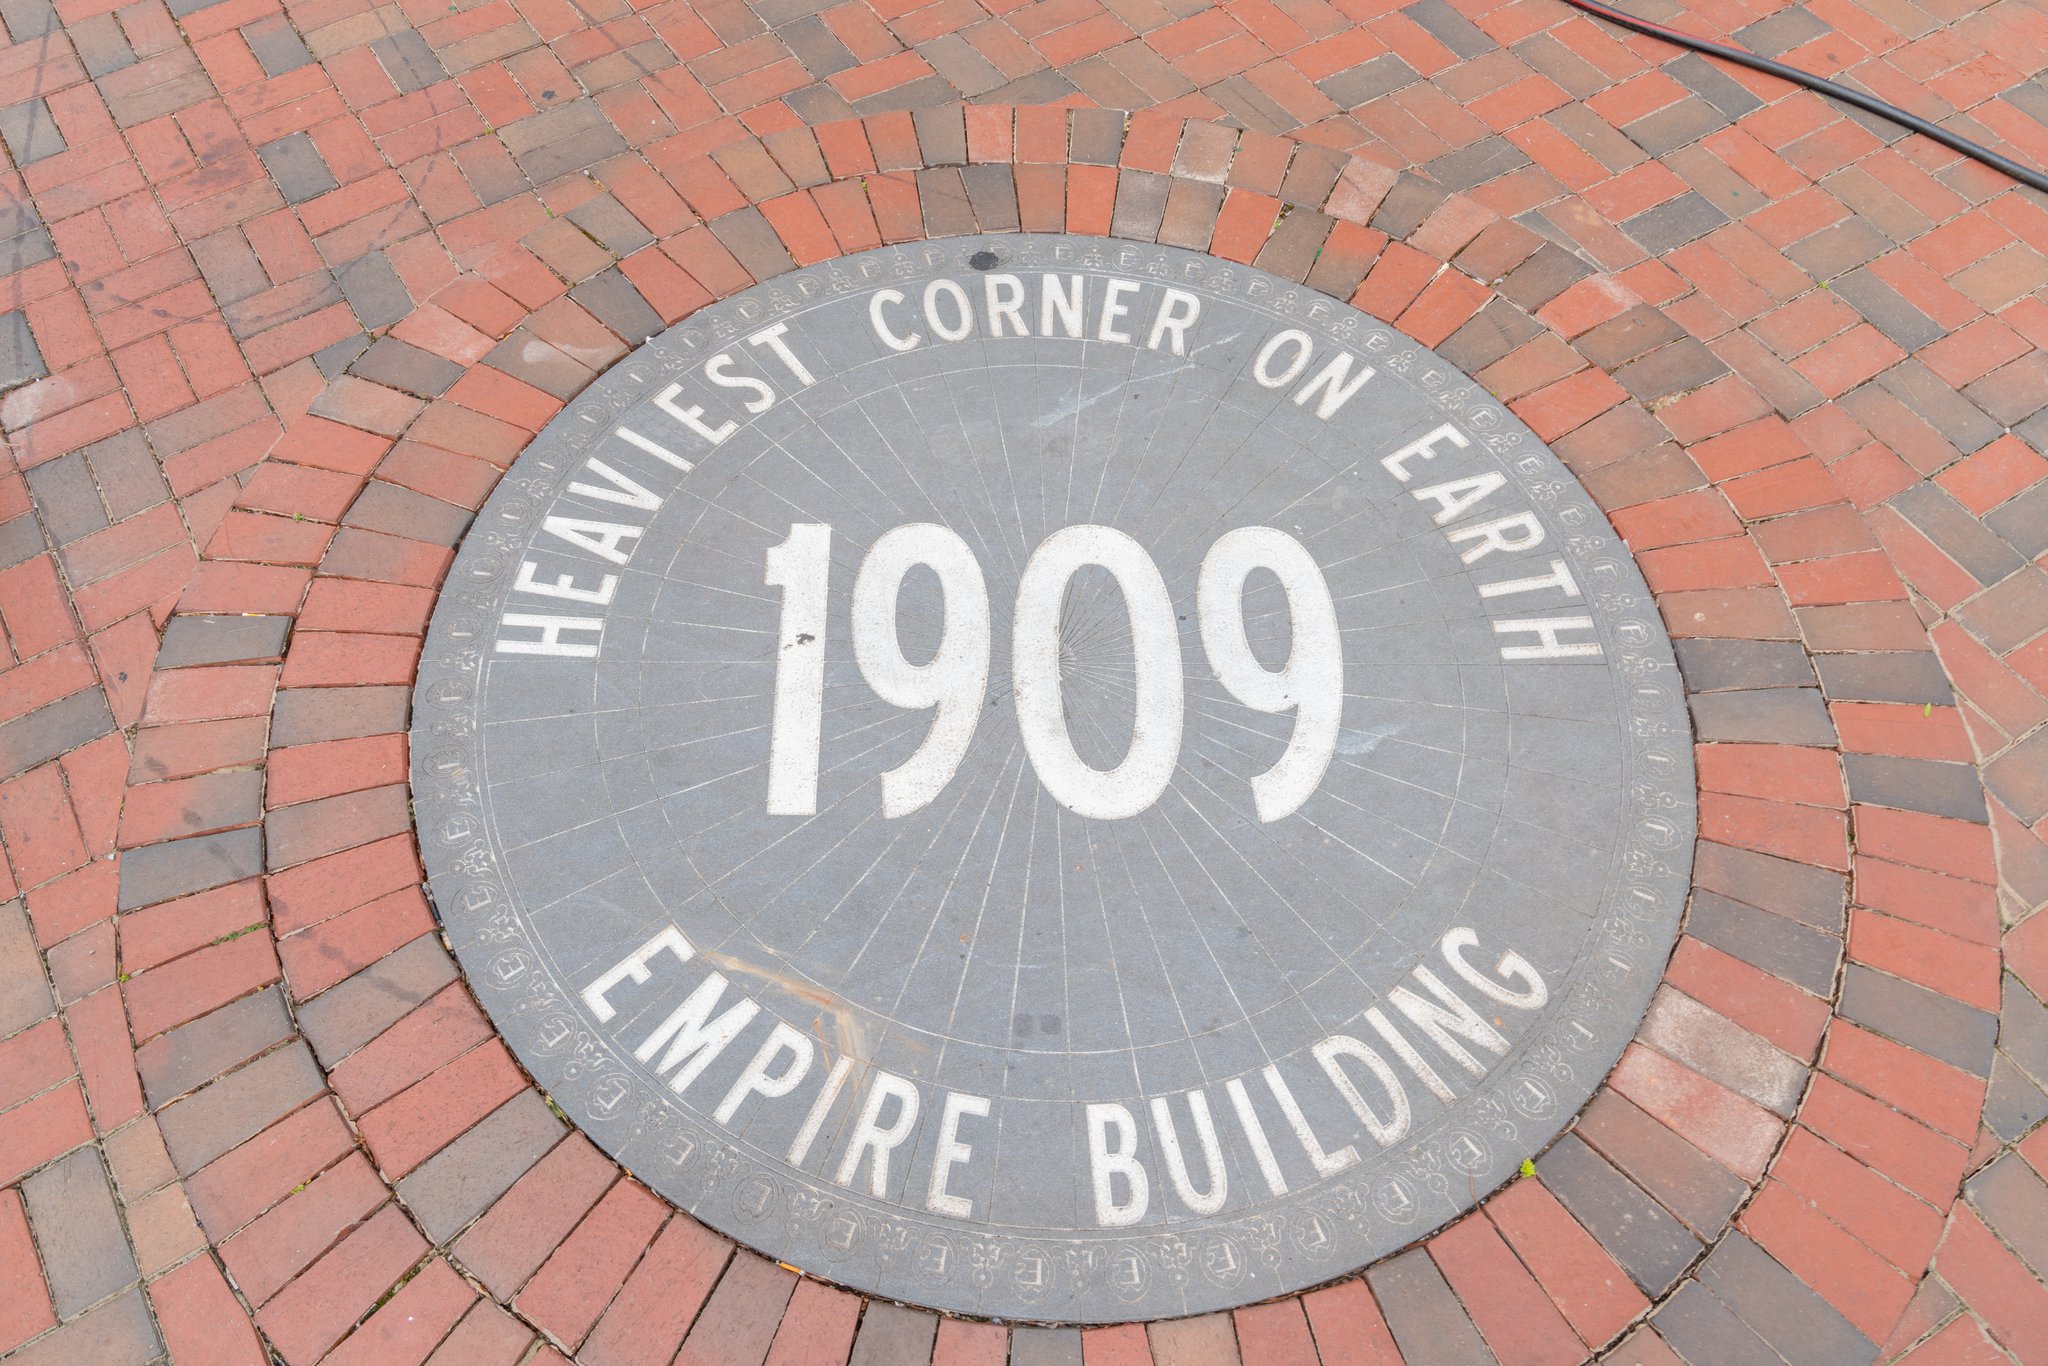 HEAVIEST CORNER ON EARTH
1909
EMPIRE BUILDING